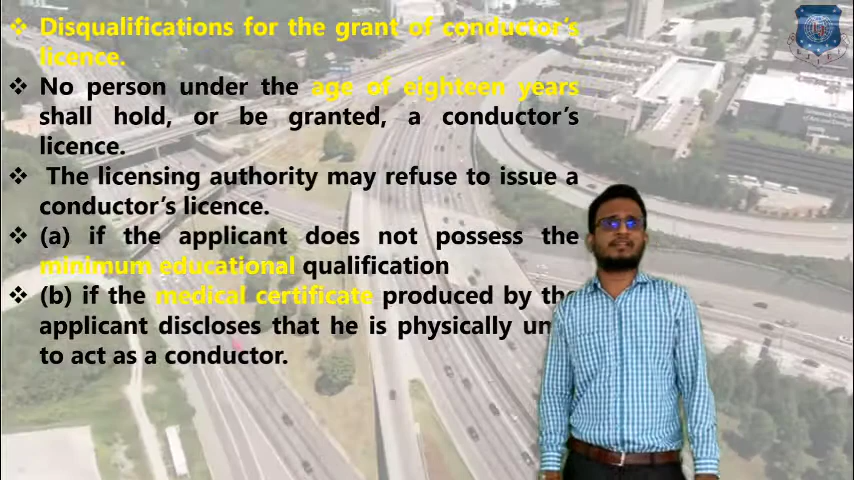 ❖ Disqualifications for the grant of conductor's
licence.
❖ No person under the age of eighteen years
shall hold, or be granted, a conductor's
licence.
❖ The licensing authority may refuse to issue a
conductor's licence.
❖ (a) if the applicant does not possess the
minimum educational qualification
❖ (b) if the medical certificate produced by the
applicant discloses that he is physically un
to act as a conductor.